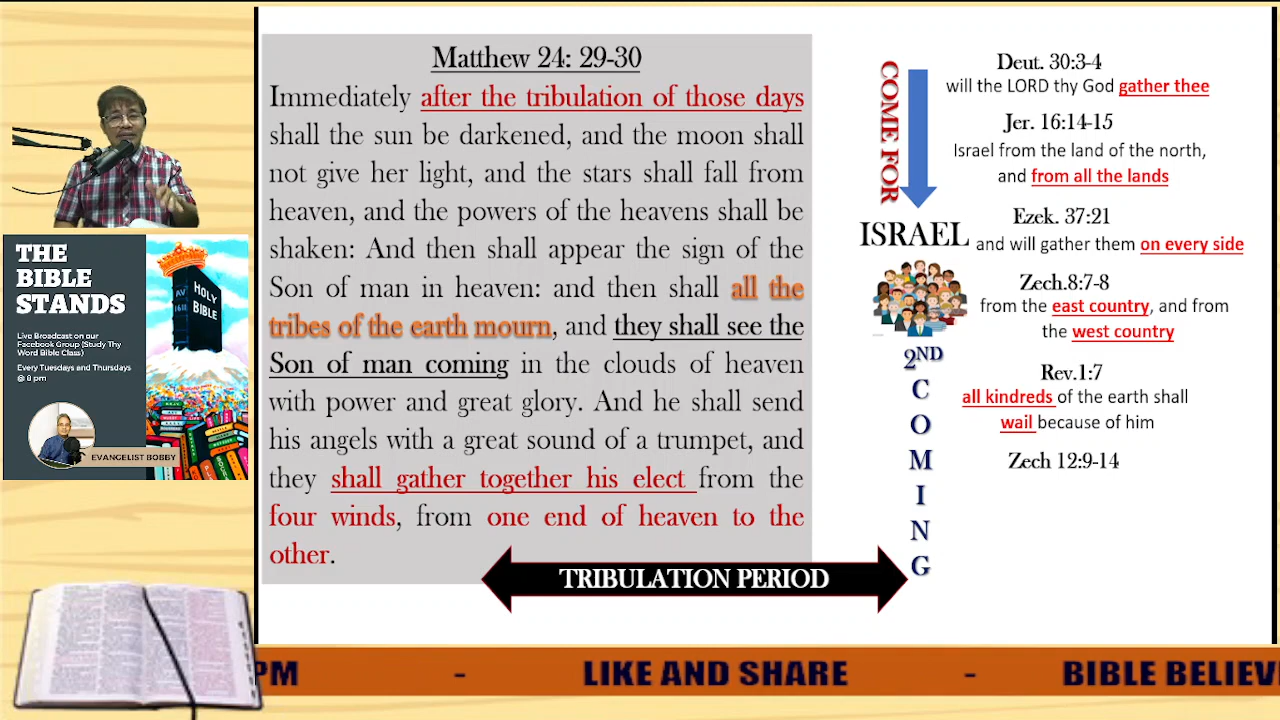 Matthew 24: 29-30
Immediately after the tribulation of those days
shall the sun be darkened, and the moon shall
not give her light, and the stars shall fall from
heaven, and the powers of the heavens shall be
shaken: And then shall appear the sign of the
Son of man in heaven: and then shall all the
tribes of the earth mourn, and they shall see the
Son of man coming in the clouds of heaven
with power and great glory. And he shall send
his angels with a great sound of a trumpet, and
they shall gather together his elect from the
four winds, from one end of heaven to the
other.
TRIBULATION PERIOD
COME FOR
ISRAEL
2ND
COMING
Deut. 30:3-4
will the LORD thy God gather thee
Jer. 16:14-15
Israel from the land of the north,
and from all the lands
Ezek. 37:21
and will gather them on every side
Zech.8:7-8
from the east country, and from
the west country
Rev.1:7
all kindreds of the earth shall
wail because of him
Zech 12:9-14
THE
BIBLE
STANDS
Live Broadcast on our
Facebook Group (Study Thy
Word Bible Class)
Every Tuesdays and Thursdays
@ 8 pm
AV
1611
HOLY
BIBLE
EVANGELIST BOBBY
PM - LIKE AND SHARE - BIBLE BELIEV